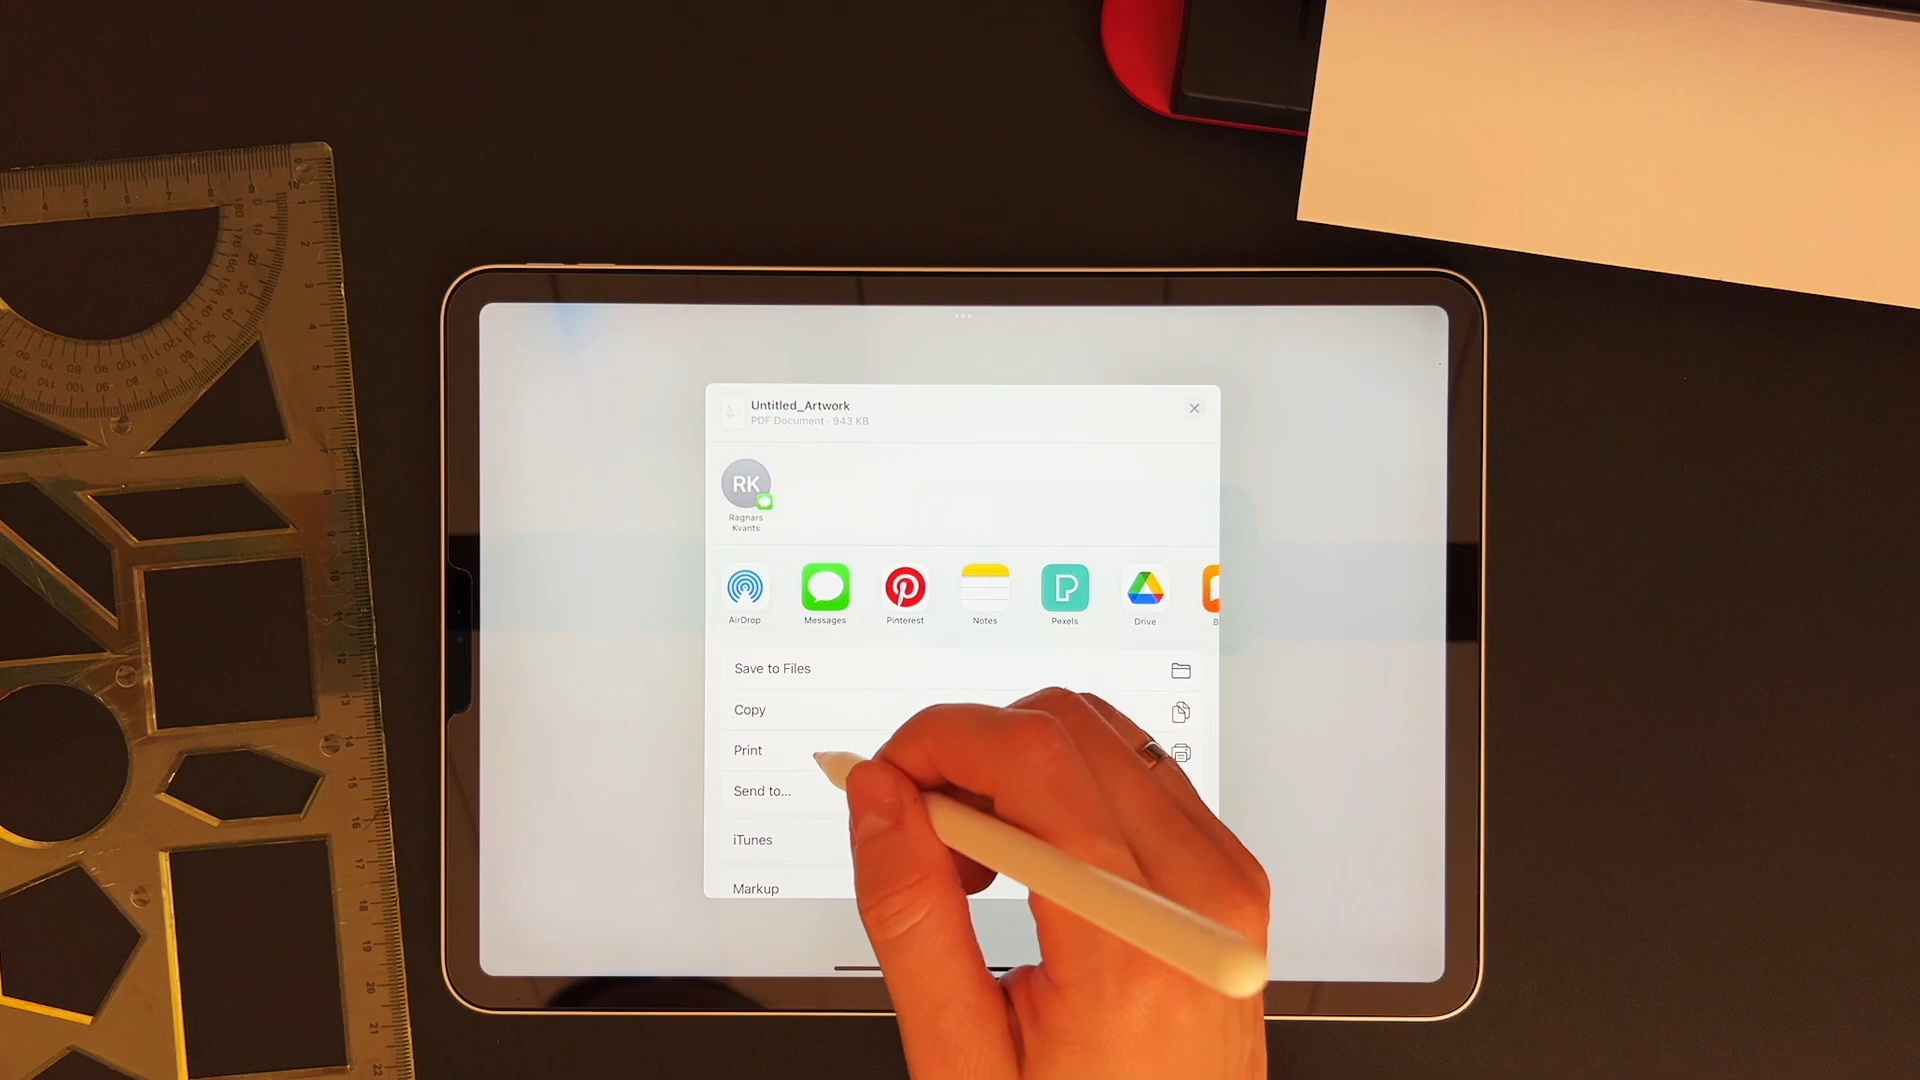 Untitled_Artwork
PDF Document · 943 KB
RK
Ragnars
Kvants
AirDrop
Messages
Pinterest
Notes
Pexels
Drive
B
Save to Files
Copy
Print
Send to...
iTunes
Markup